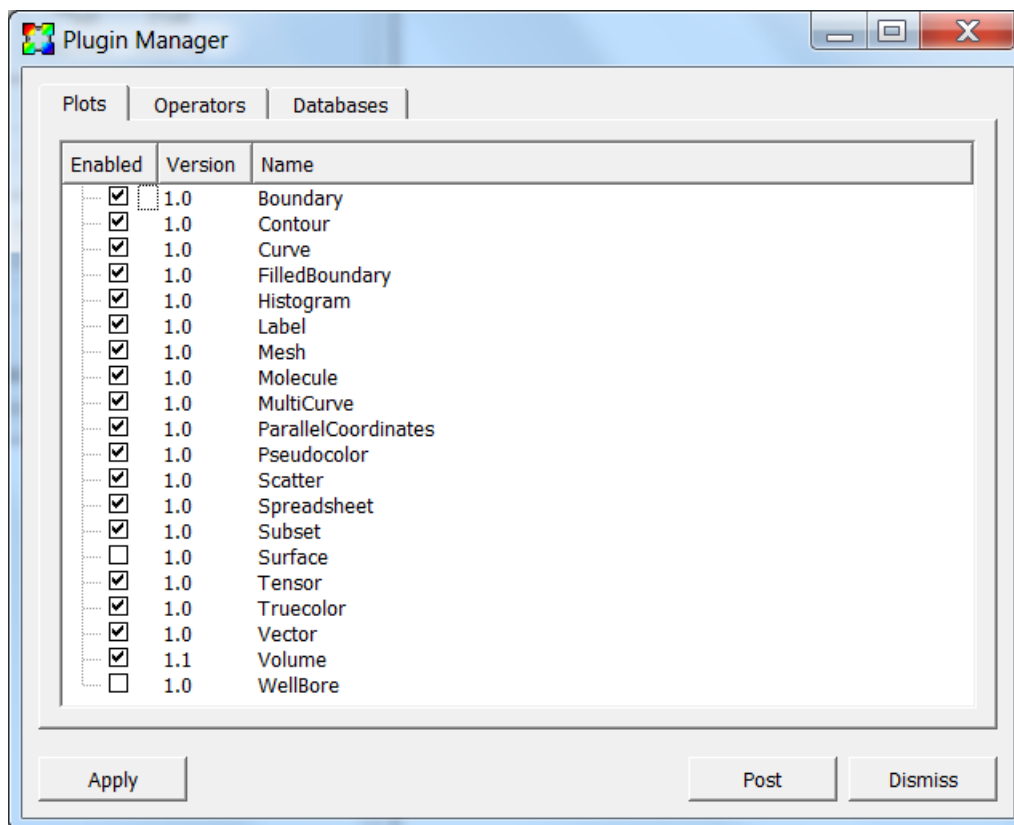 Plugin Manager
Plots Operators Databases
Enabled Version Name
1.0 Boundary
1.0 Contour
1.0 Curve
1.0 FilledBoundary
1.0 Histogram
1.0 Label
1.0 Mesh
1.0 Molecule
1.0 MultiCurve
1.0 ParallelCoordinates
1.0 Pseudocolor
1.0 Scatter
1.0 Spreadsheet
1.0 Subset
1.0 Surface
1.0 Tensor
1.0 Truecolor
1.0 Vector
1.1 Volume
1.0 WellBore
Apply Post Dismiss